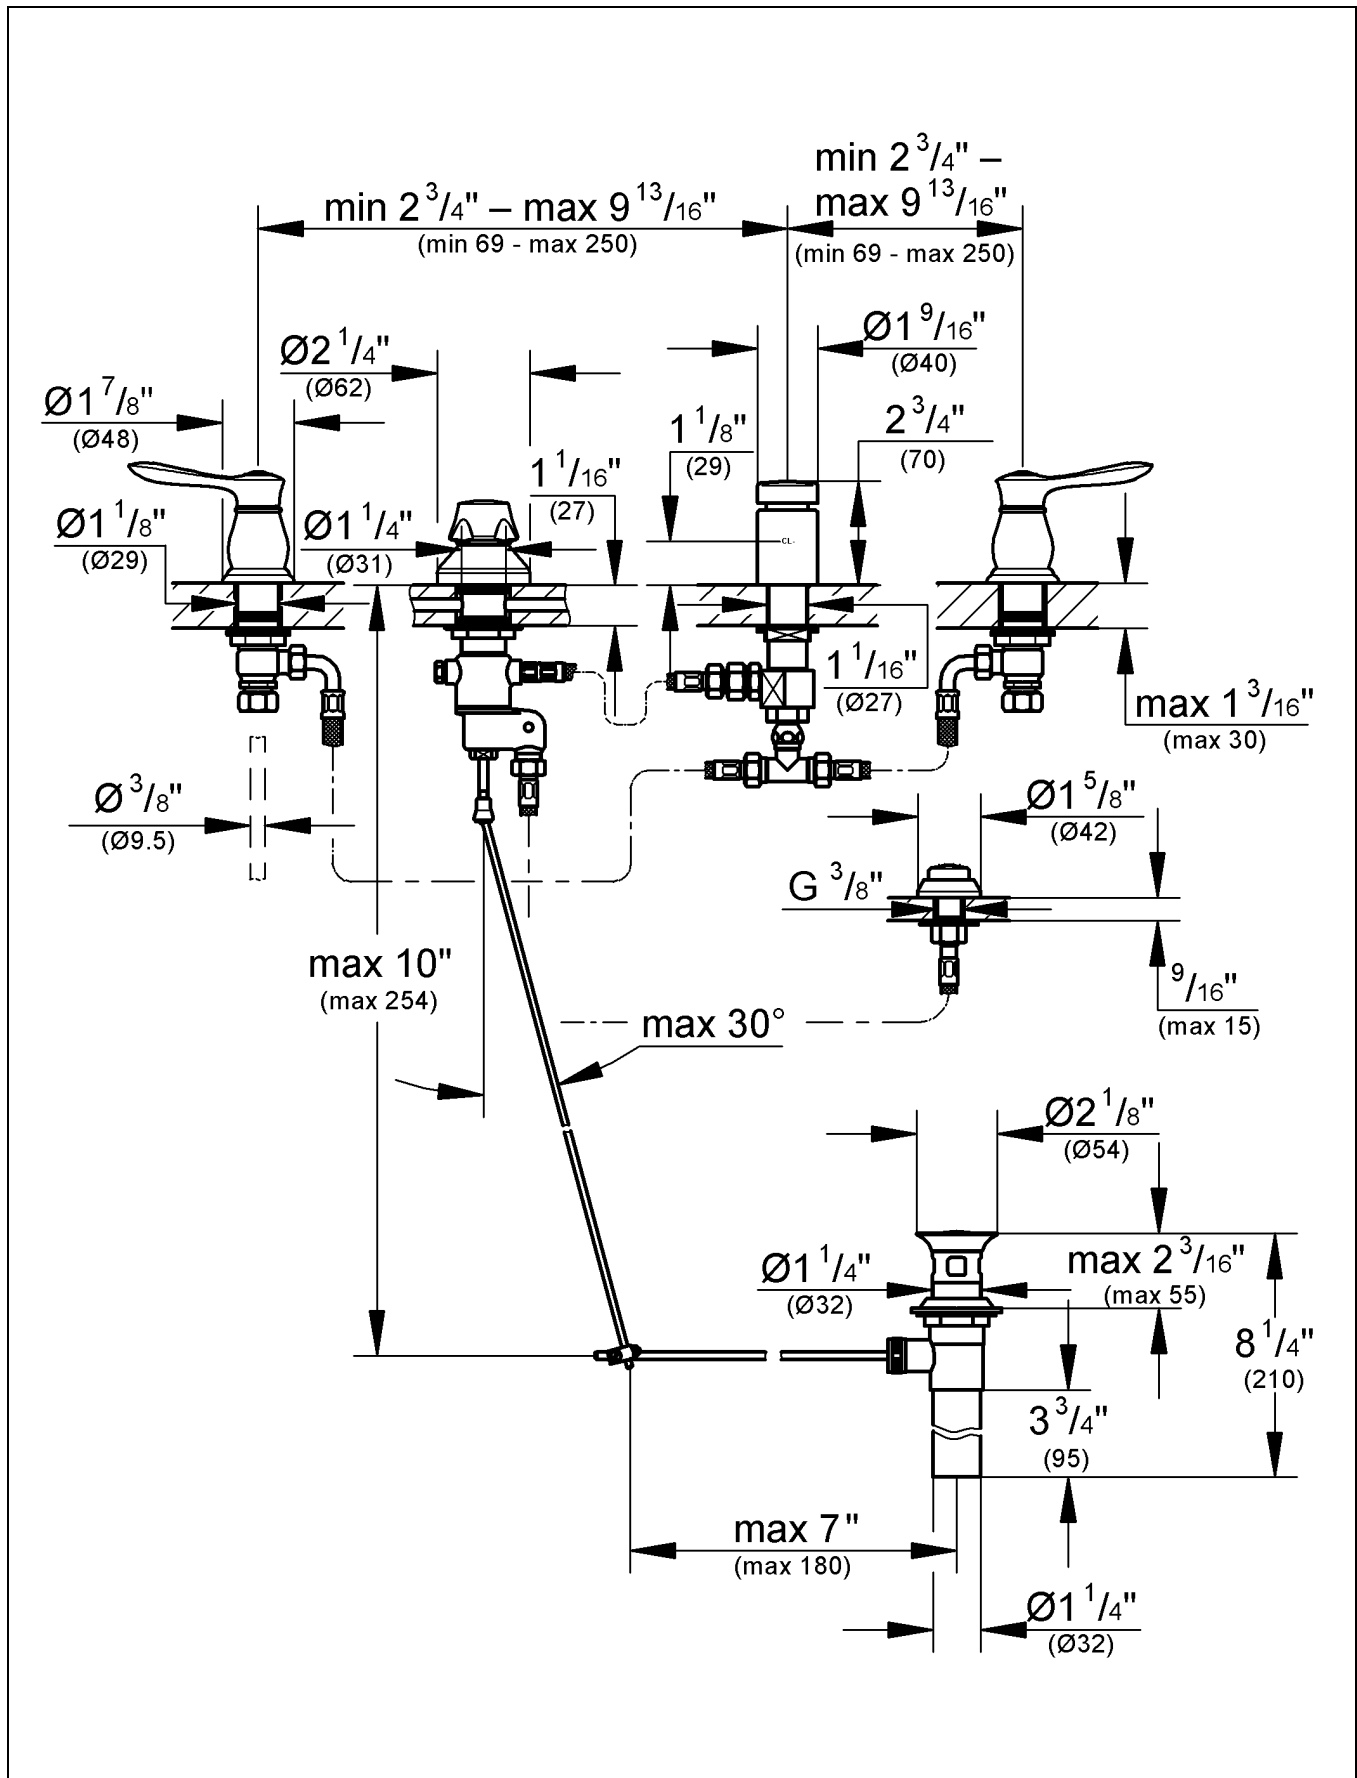 min 2 3/4" –
max 9 13/16"
(min 69 - max 250)
min 2 3/4" – max 9 13/16"
(min 69 - max 250)
Ø1 9/16"
(Ø40)
Ø2 1/4"
(Ø62)
Ø1 7/8"
(Ø48)
1 1/8"
(29)
2 3/4"
(70)
1 1/16"
(27)
Ø1 1/8"
(Ø29)
Ø1 1/4"
(Ø31)
CL
1 1/16"
(Ø27)
max 1 3/16"
(max 30)
Ø 3/8"
(Ø9.5)
Ø1 5/8"
(Ø42)
G 3/8"
max 10"
(max 254)
9/16"
(max 15)
max 30°
Ø2 1/8"
(Ø54)
Ø1 1/4"
(Ø32)
max 2 3/16"
(max 55)
8 1/4"
(210)
3 3/4"
(95)
max 7"
(max 180)
Ø1 1/4"
(Ø32)